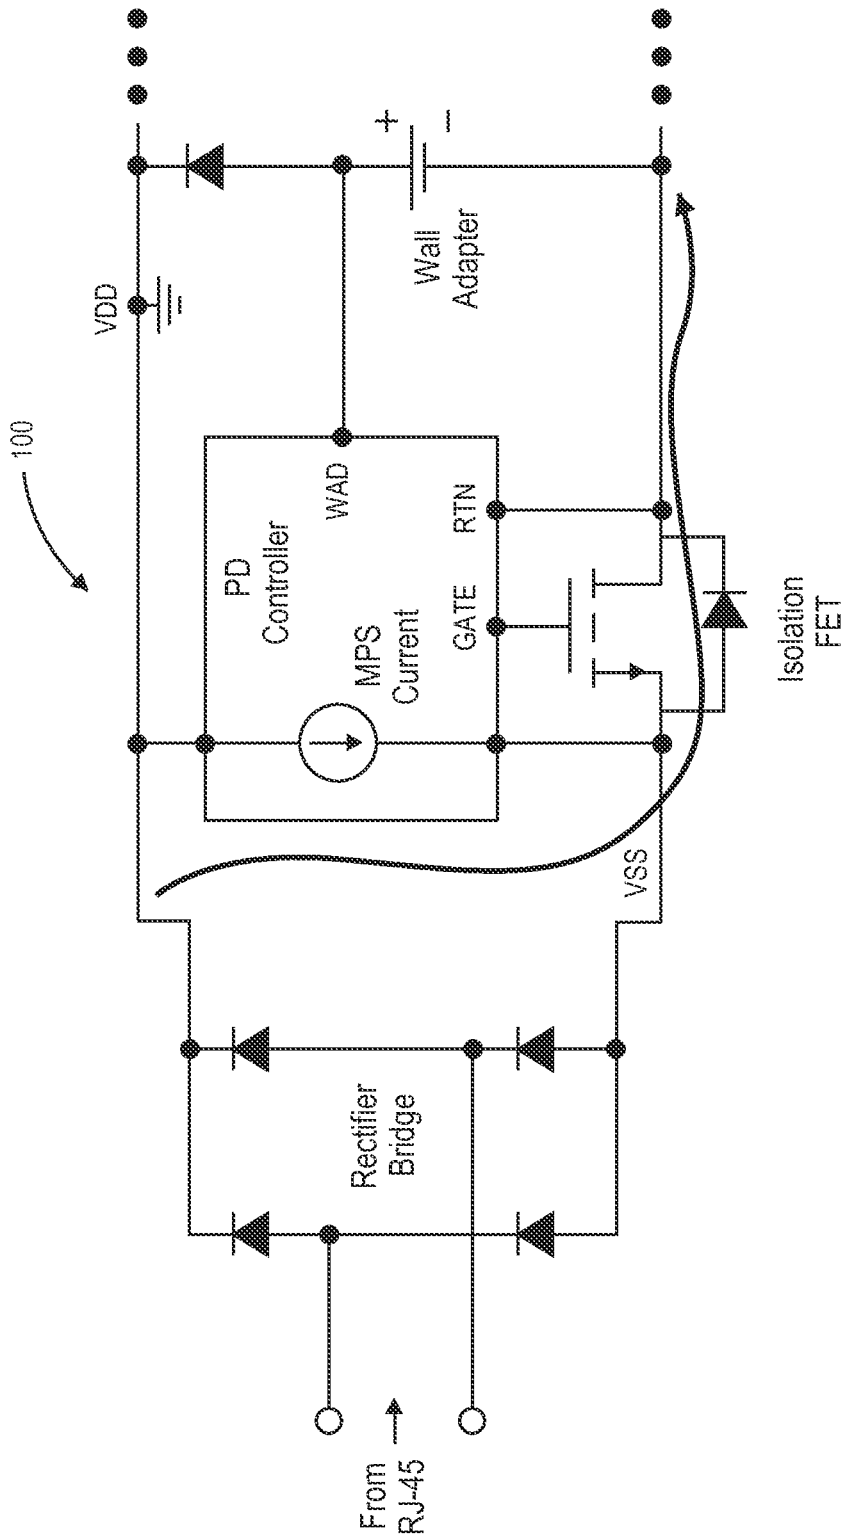 100
VDD
PD
Controller
WAD
MPS
Current
GATE
RTN
+
−
Wall
Adapter
VSS
Isolation
FET
Rectifier
Bridge
From
RJ-45